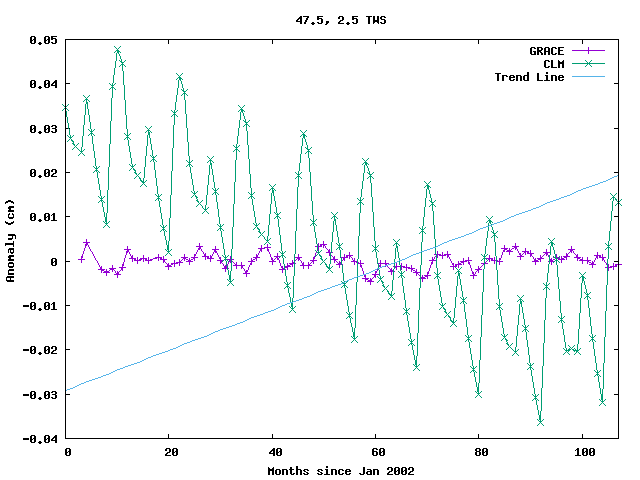 47.5, 2.5 TWS
GRACE
CLM
Trend Line
0.05
0.04
0.03
0.02
0.01
0
-0.01
-0.02
-0.03
-0.04
Anomaly (cm)
0 20 40 60 80 100
Months since Jan 2002